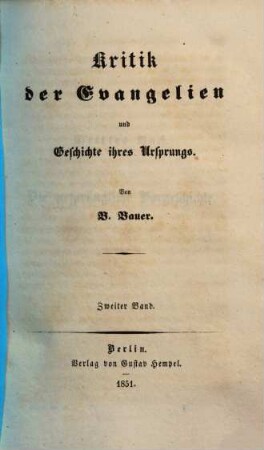 Kritik
der Evangelien
und
Geschichte ihres Ursprungs.
Von
B. Bauer.
Zweiter Band.
Berlin.
Verlag von Gustav Hempel.
1851.